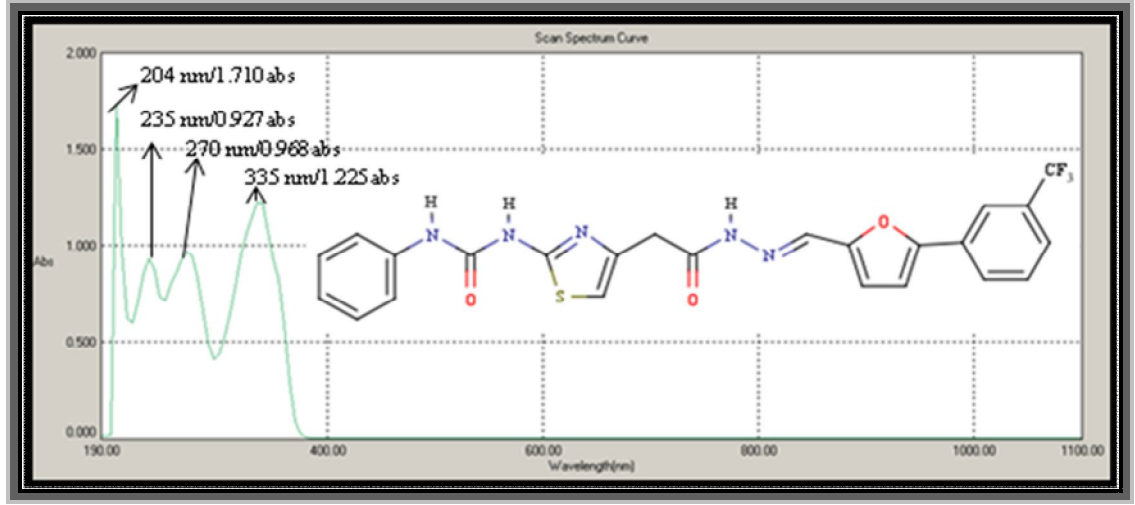 Scan Spectrum Curve
2.000
204 nm/1.710 abs
235 nm/0.927 abs
1.500
270 nm/0.968 abs
335 nm/1.225 abs
CF3
H H H O
N N N N
1.000
Abs
N
O S O
0.500
0.000
190.00 400.00 600.00 800.00 1000.00 1100.00
Wavelength(nm)